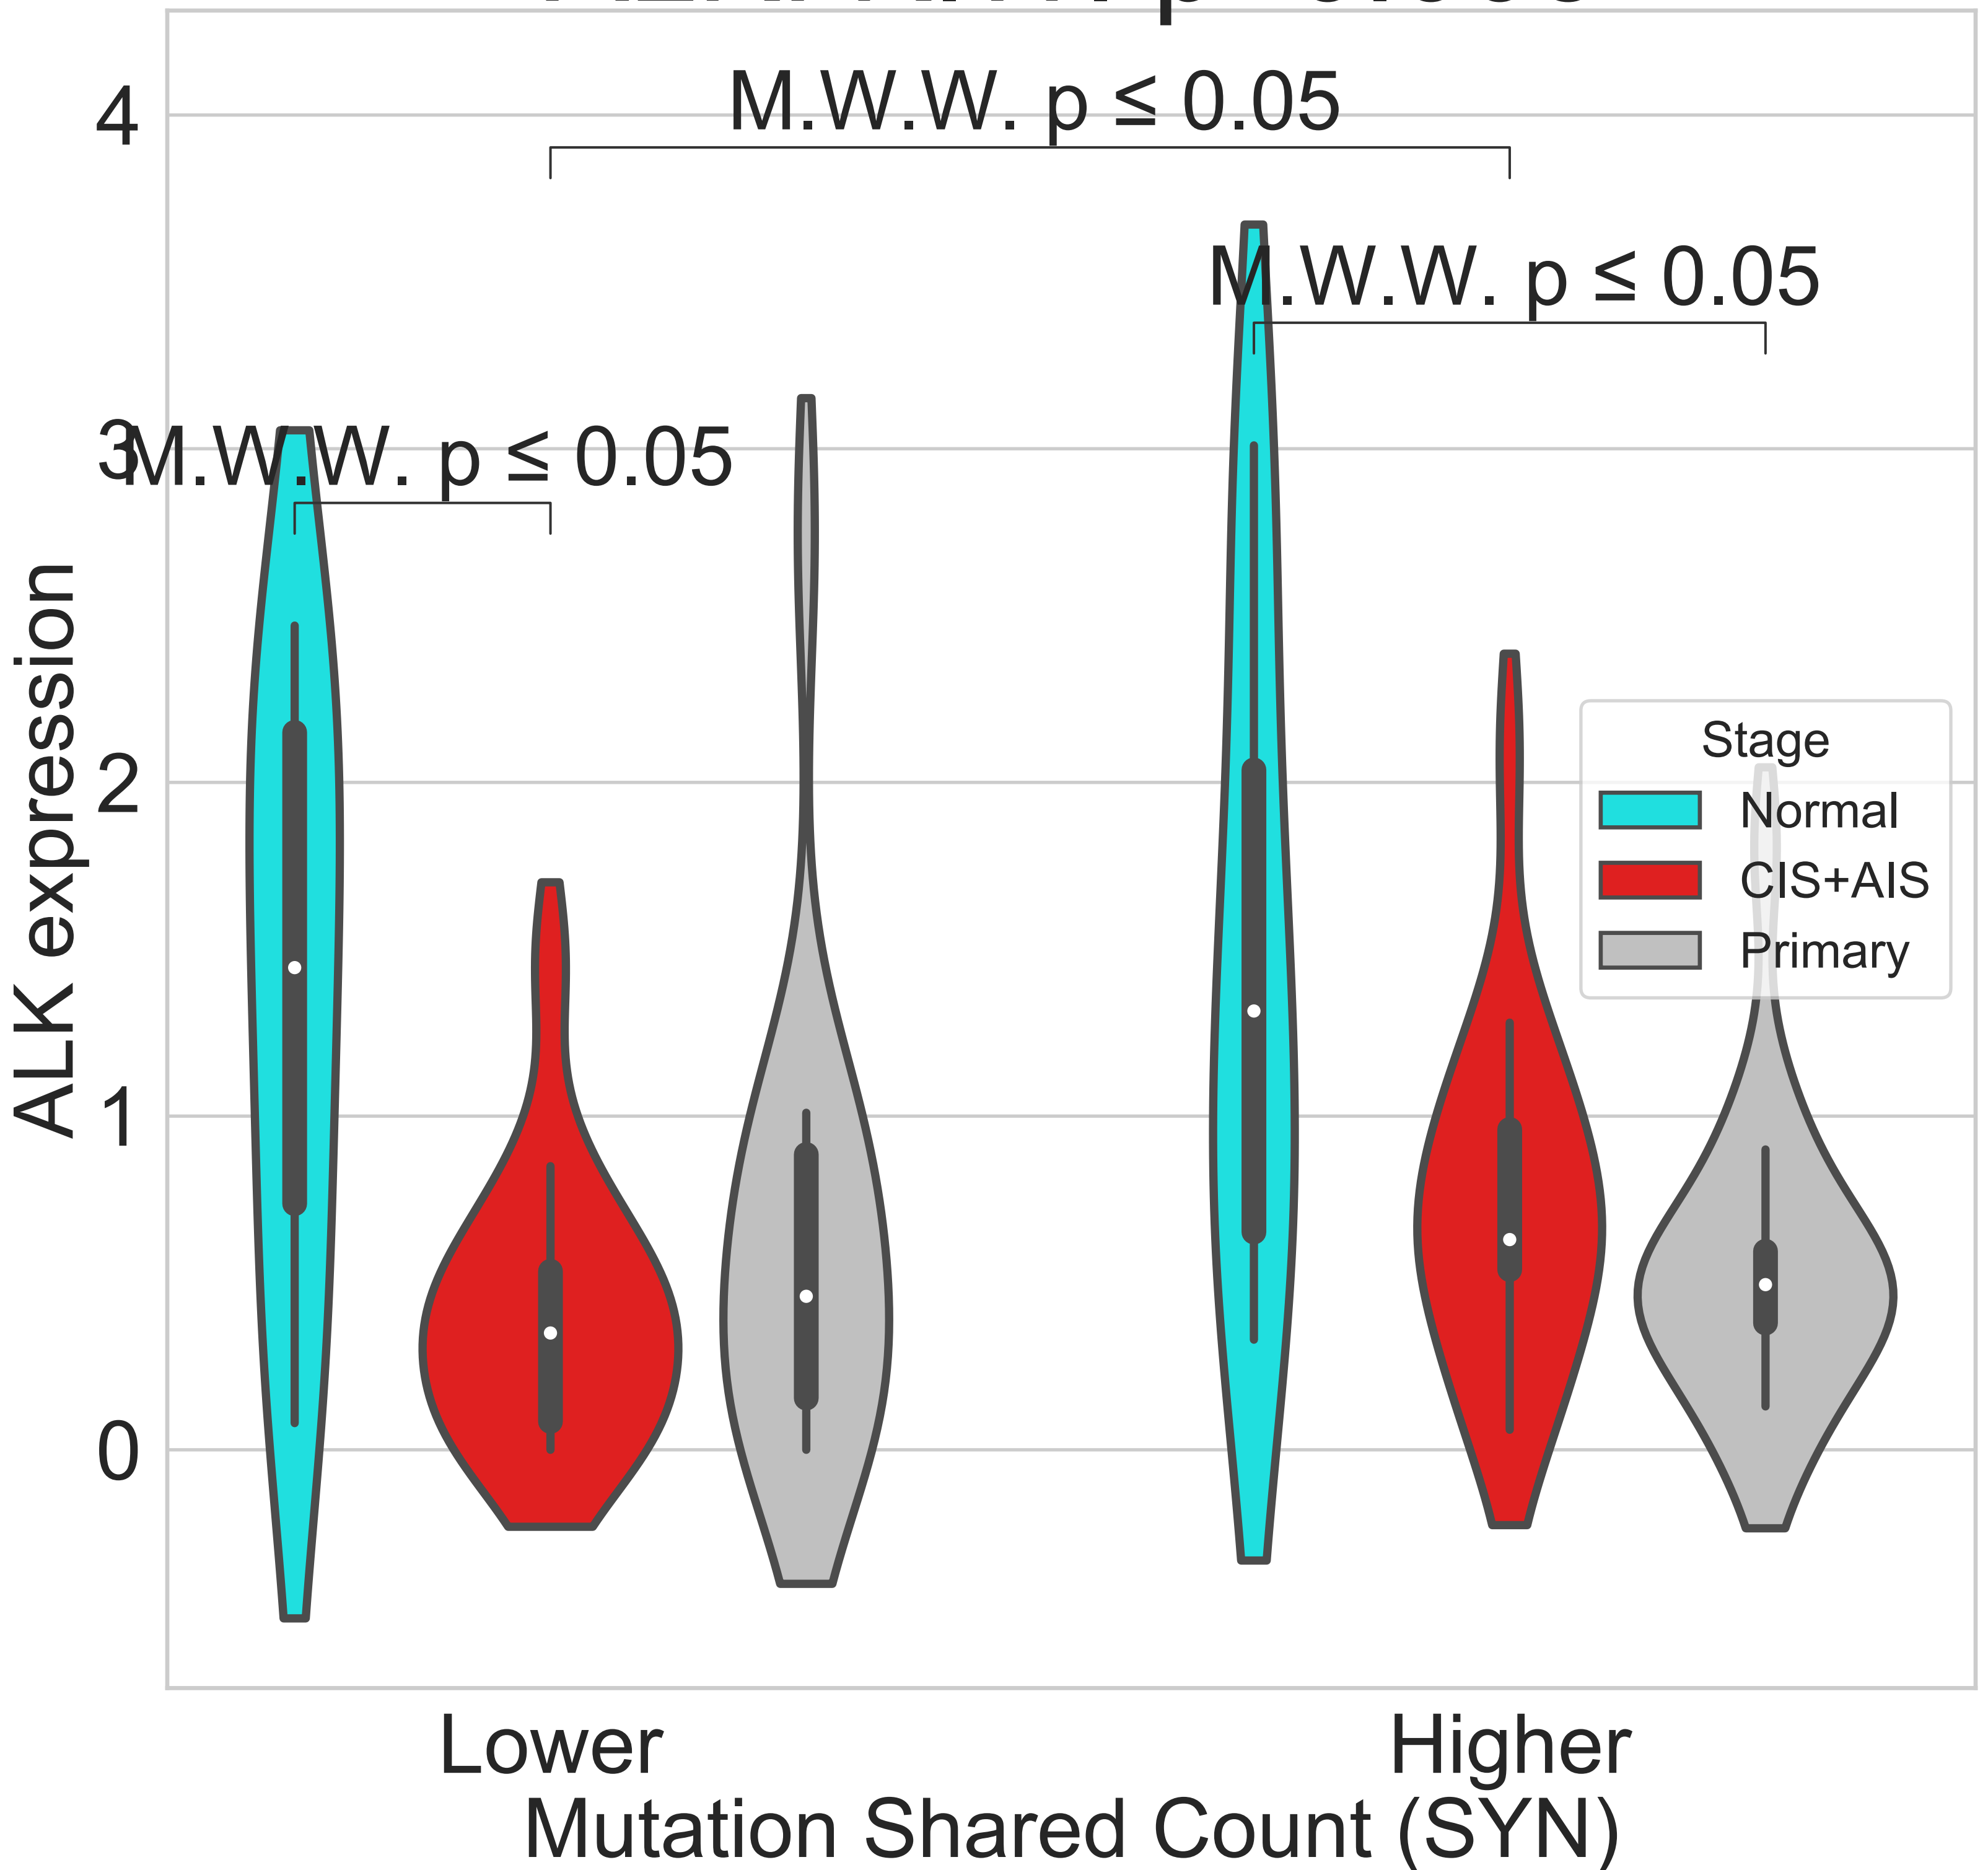 M.W.W. p ≤ 0.05
M.W.W. p ≤ 0.05
M.W.W. p ≤ 0.05
4
3
2
1
0
ALK expression
Stage
Normal
CIS+AIS
Primary
Lower
Higher
Mutation Shared Count (SYN)